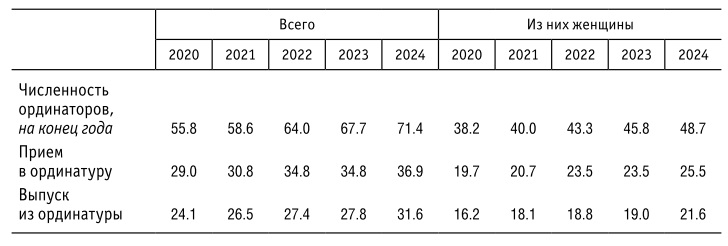 Всего Из них женщины
2020 2021 2022 2023 2024 2020 2021 2022 2023 2024
Численность
ординаторов,
на конец года 55.8 58.6 64.0 67.7 71.4 38.2 40.0 43.3 45.8 48.7
Прием
в ординатуру 29.0 30.8 34.8 34.8 36.9 19.7 20.7 23.5 23.5 25.5
Выпуск
из ординатуры 24.1 26.5 27.4 27.8 31.6 16.2 18.1 18.8 19.0 21.6